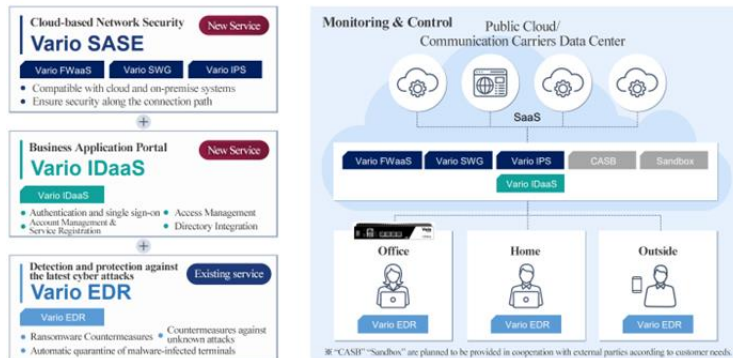 Cloud-based Network Security
New Service
Vario SASE
Vario FWaaS
Vario SWG
Vario IPS
● Compatible with cloud and on-premise systems
● Ensure security along the connection path
+
Business Application Portal
New Service
Vario IDaaS
Vario IDaaS
● Authentication and single sign-on
● Access Management
● Account Management &
Service Registration
● Directory Integration
+
Detection and protection against
the latest cyber attacks
Existing service
Vario EDR
Vario EDR
● Ransomware Countermeasures
● Countermeasures against
unknown attacks
● Automatic quarantine of malware-infected terminals
Monitoring & Control
Public Cloud/
Communication Carriers Data Center
SaaS
Vario FWaaS
Vario SWG
Vario IPS
CASB
Sandbox
Vario IDaaS
Office
Home
Outside
Vario EDR
Vario EDR
Vario EDR
※ “CASB” “Sandbox” are planned to be provided in cooperation with external parties according to customer needs.